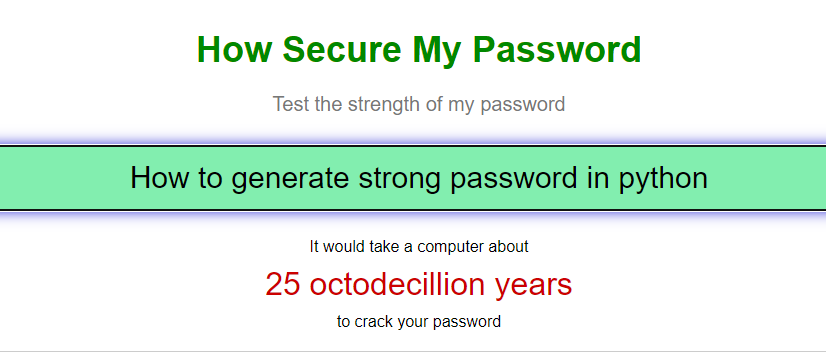 How Secure My Password
Test the strength of my password
How to generate strong password in python
It would take a computer about
25 octodecillion years
to crack your password